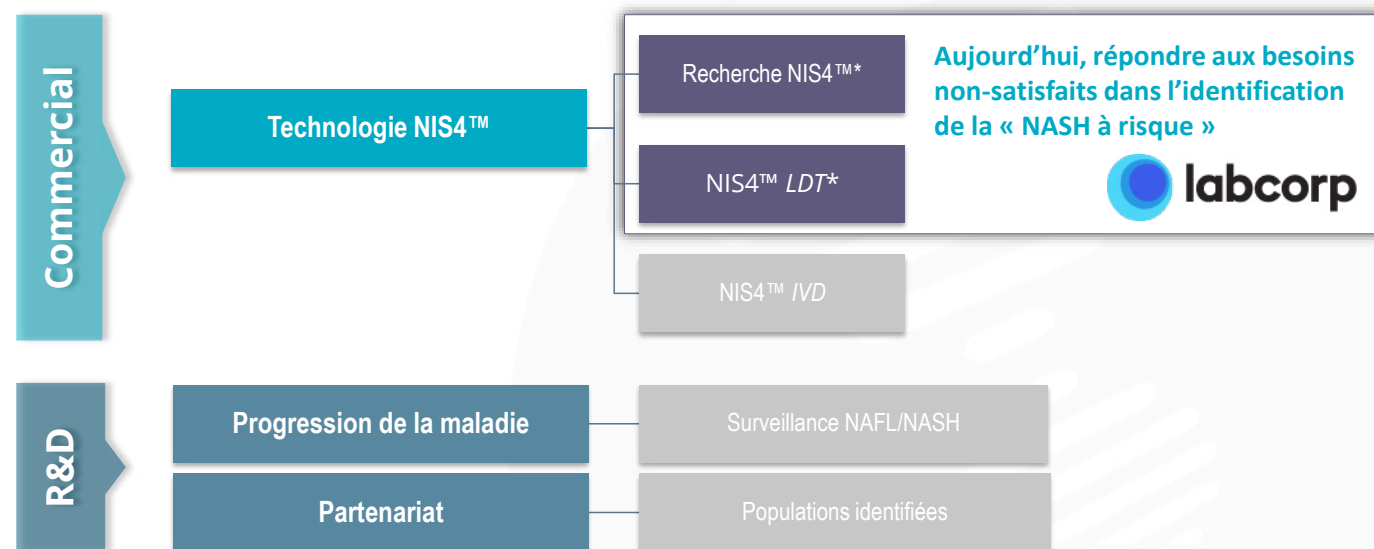 Commercial
Technologie NIS4™
Recherche NIS4™*
NIS4™ LDT*
NIS4™ IVD
Aujourd’hui, répondre aux besoins
non-satisfaits dans l’identification
de la « NASH à risque »
labcorp
R&D
Progression de la maladie
Surveillance NAFL/NASH
Partenariat
Populations identifiées